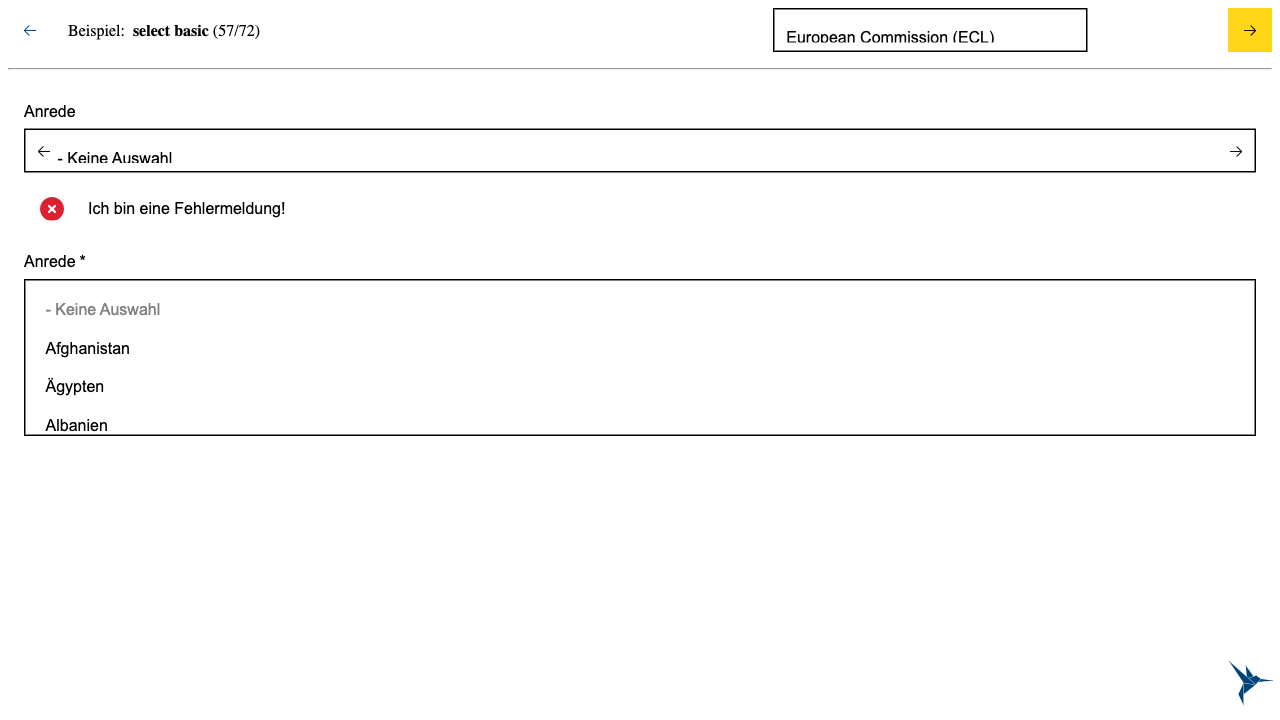 Beispiel: select basic (57/72)
European Commission (ECL)
Anrede
- Keine Auswahl
Ich bin eine Fehlermeldung!
Anrede *
- Keine Auswahl
Afghanistan
Ägypten
Albanien